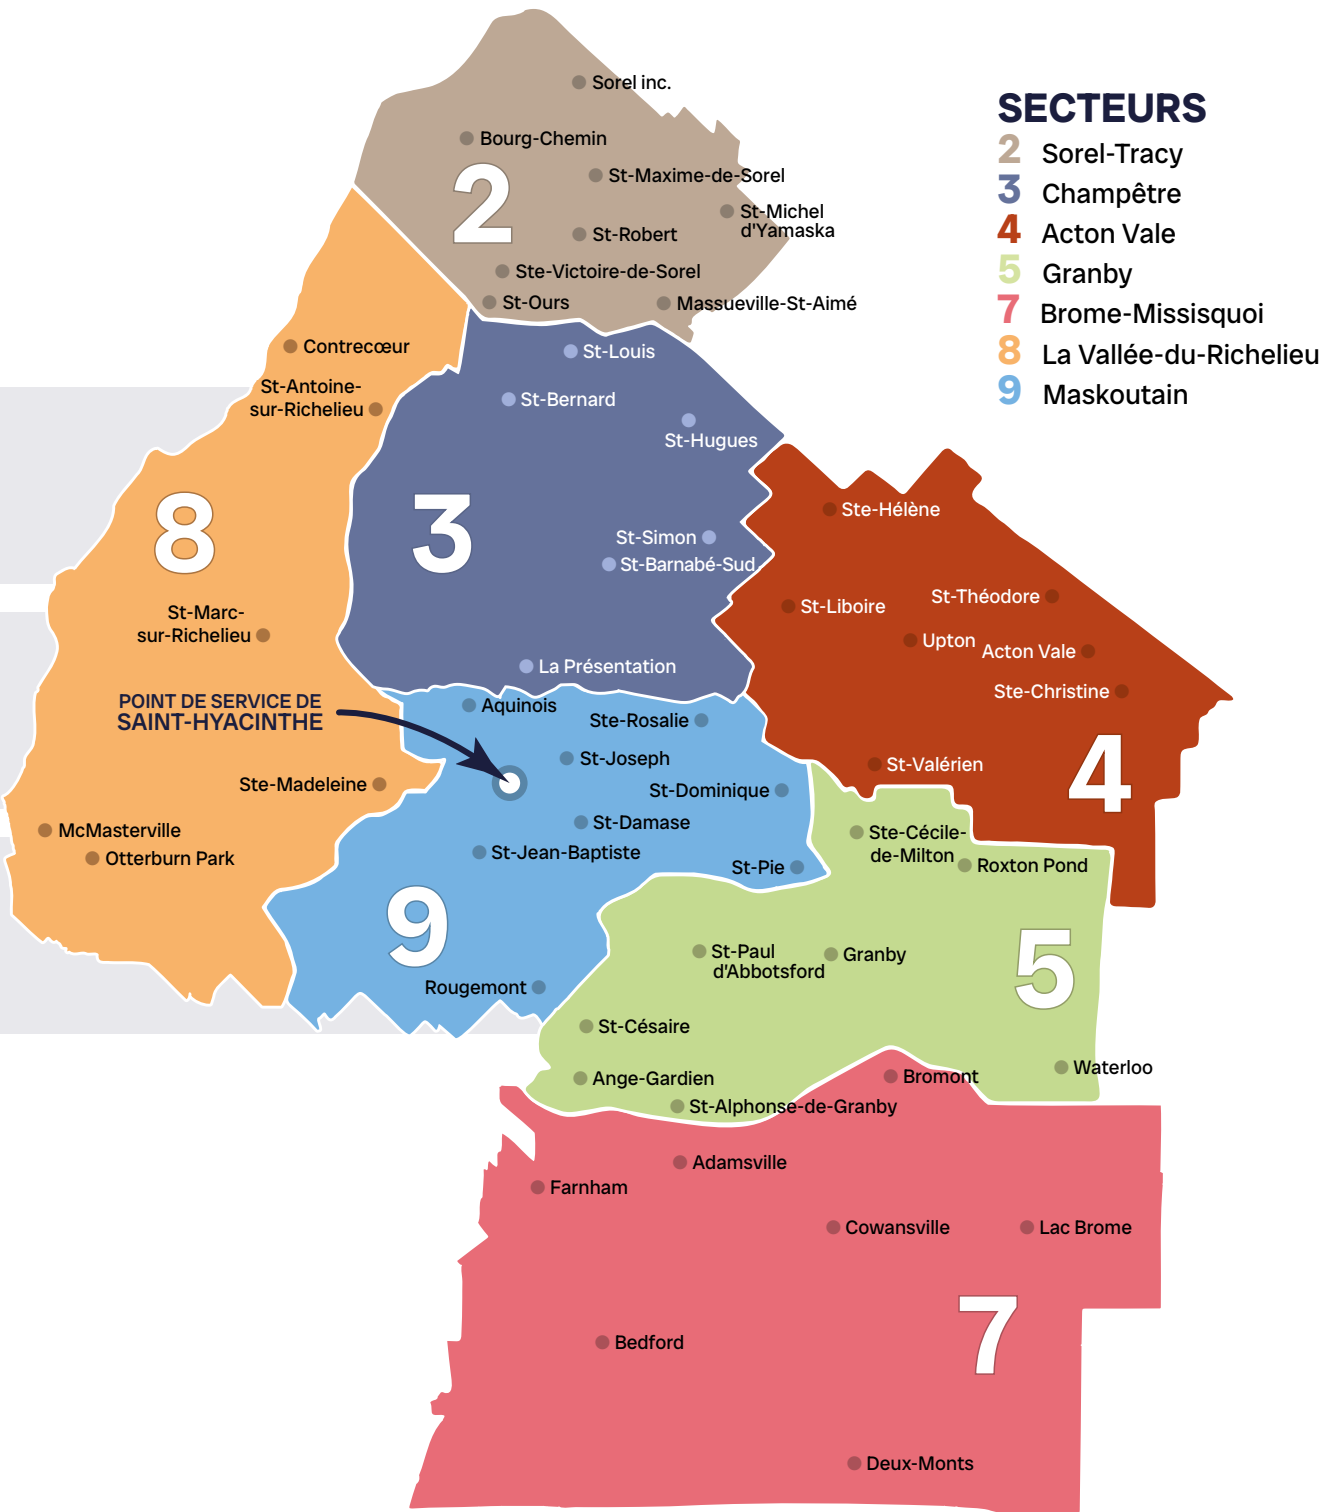 SECTEURS
2 Sorel-Tracy
3 Champêtre
4 Acton Vale
5 Granby
7 Brome-Missisquoi
8 La Vallée-du-Richelieu
9 Maskoutain
Sorel inc.
Bourg-Chemin
2
St-Maxime-de-Sorel
St-Michel
d'Yamaska
St-Robert
Ste-Victoire-de-Sorel
St-Ours
Massueville-St-Aimé
Contrecœur
St-Antoine-
sur-Richelieu
8
St-Marc-
sur-Richelieu
POINT DE SERVICE DE
SAINT-HYACINTHE
Ste-Madeleine
McMasterville
Otterburn Park
St-Louis
St-Bernard
St-Hugues
3
St-Simon
St-Barnabé-Sud
La Présentation
Ste-Hélène
St-Théodore
St-Liboire
Upton
Acton Vale
Ste-Christine
St-Valérien
4
Aquinois
Ste-Rosalie
St-Joseph
St-Dominique
St-Damase
St-Jean-Baptiste
St-Pie
9
Rougemont
Ste-Cécile-
de-Milton
Roxton Pond
St-Paul
d'Abbotsford
Granby
5
St-Césaire
Ange-Gardien
Waterloo
St-Alphonse-de-Granby
Bromont
Adamsville
Farnham
Cowansville
Lac Brome
7
Bedford
Deux-Monts